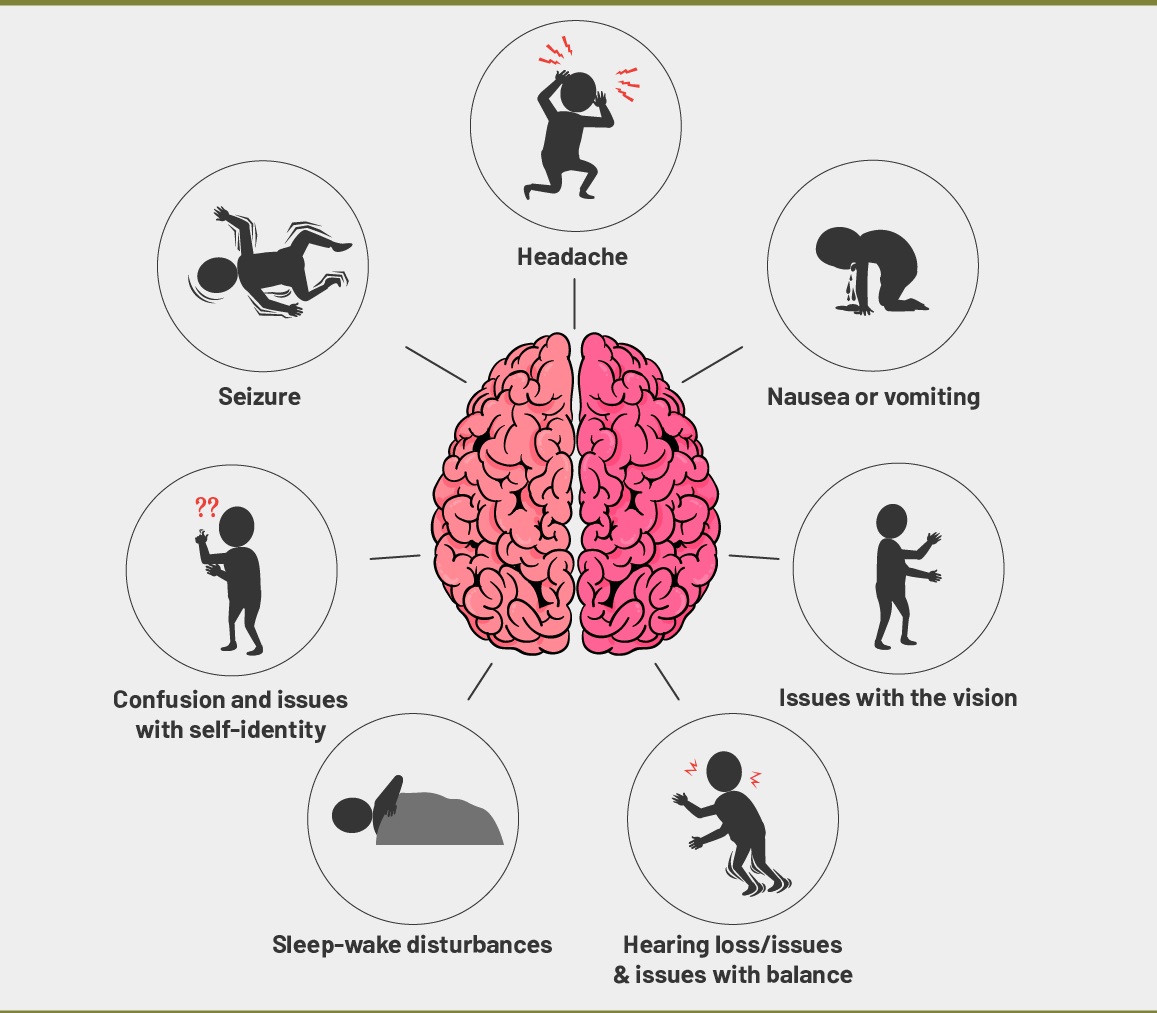 Headache
Seizure
Nausea or vomiting
??
Confusion and issues
with self-identity
Issues with the vision
Sleep-wake disturbances
Hearing loss/issues
& issues with balance